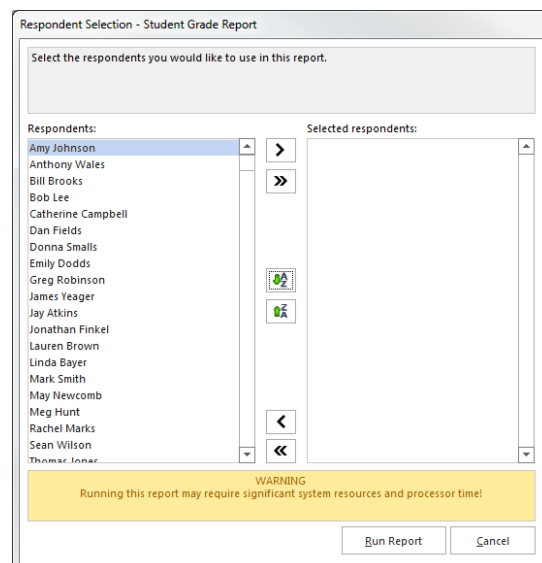 Respondent Selection - Student Grade Report
Select the respondents you would like to use in this report.
Respondents:
Selected respondents:
Amy Johnson
Anthony Wales
Bill Brooks
Bob Lee
Catherine Campbell
Dan Fields
Donna Smalls
Emily Dodds
Greg Robinson
James Yeager
Jay Atkins
Jonathan Finkel
Lauren Brown
Linda Bayer
Mark Smith
May Newcomb
Meg Hunt
Rachel Marks
Sean Wilson
Thomas Jones
A
Z
Z
A
WARNING
Running this report may require significant system resources and processor time!
Run Report
Cancel